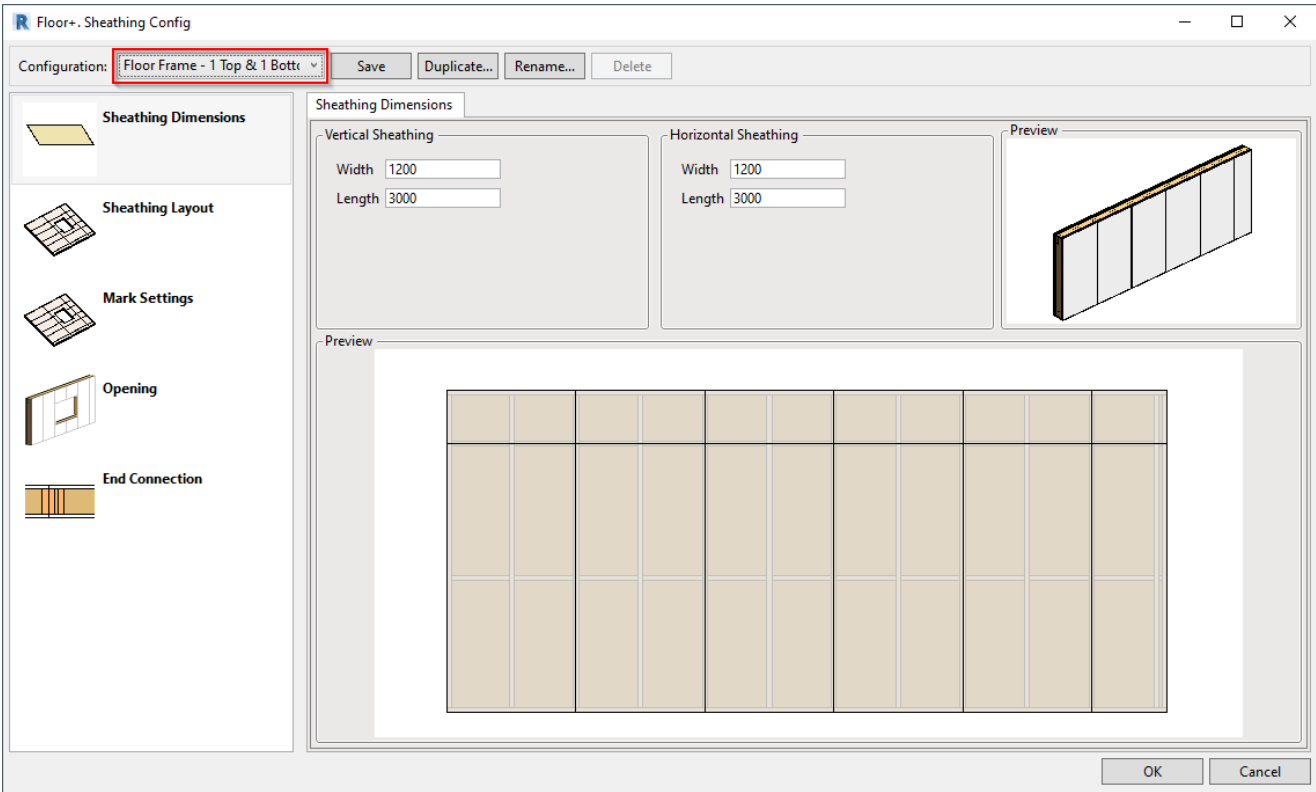 R Floor+. Sheathing Config
Configuration: Floor Frame - 1 Top & 1 Botto Save Duplicate... Rename... Delete
Sheathing Dimensions
Sheathing Layout
Mark Settings
Opening
End Connection
Sheathing Dimensions
Vertical Sheathing
Width 1200
Length 3000
Horizontal Sheathing
Width 1200
Length 3000
Preview
Preview
OK Cancel